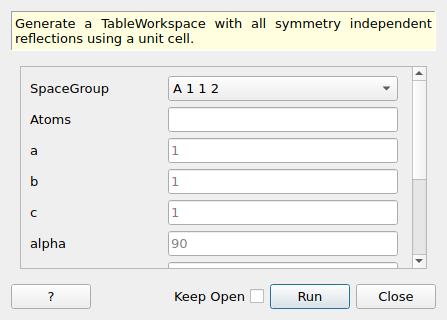 Generate a TableWorkspace with all symmetry independent
reflections using a unit cell.
SpaceGroup A 1 1 2
Atoms
a 1
b 1
c 1
alpha 90
? Keep Open Run Close